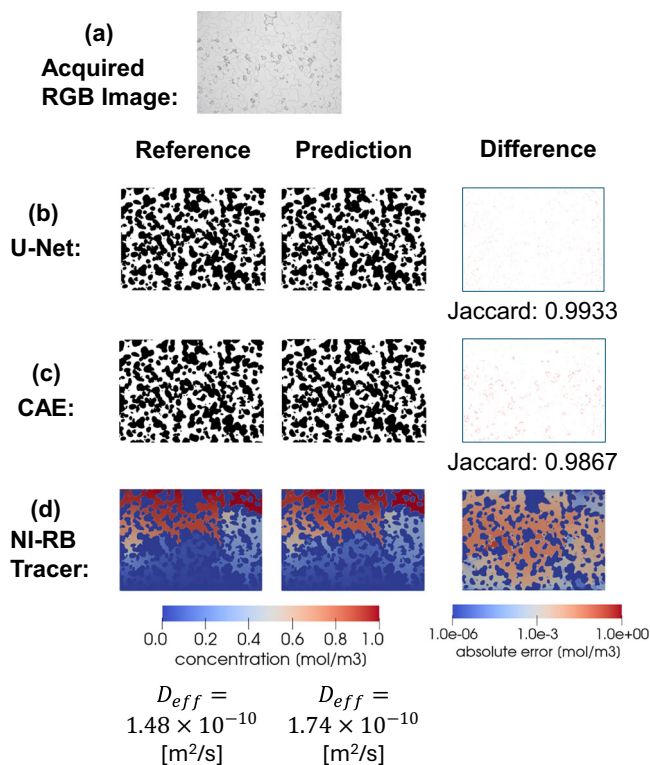 (a)
Acquired
RGB Image:
Reference Prediction Difference
(b)
U-Net:
Jaccard: 0.9933
(c)
CAE:
Jaccard: 0.9867
(d)
NI-RB
Tracer:
0.0 0.2 0.4 0.6 0.8 1.0
concentration [mol/m3]
1.0e-06 1.0e-3 1.0e+00
absolute error [mol/m3]
D_eff = 
1.48 × 10⁻¹⁰
[m²/s]
D_eff = 
1.74 × 10⁻¹⁰
[m²/s]